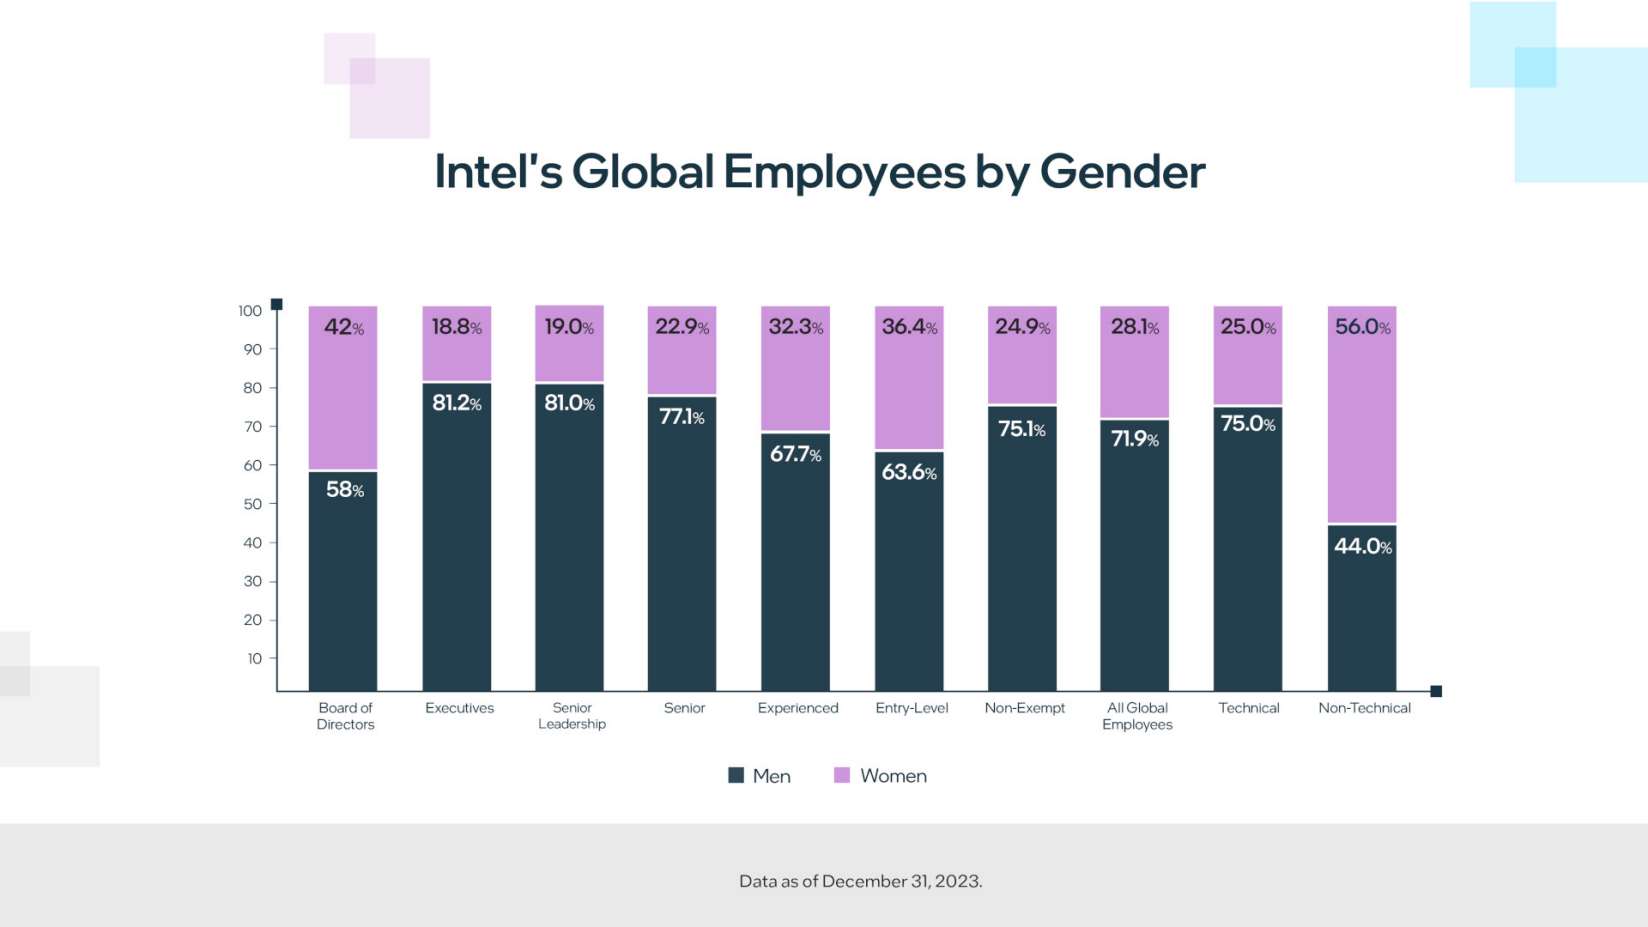 Intel's Global Employees by Gender
100
90
80
70
60
50
40
30
20
10
42%
18.8%
19.0%
22.9%
32.3%
36.4%
24.9%
28.1%
25.0%
56.0%
58%
81.2%
81.0%
77.1%
67.7%
63.6%
75.1%
71.9%
75.0%
44.0%
Board of
Directors
Executives
Senior
Leadership
Senior
Experienced
Entry-Level
Non-Exempt
All Global
Employees
Technical
Non-Technical
Men
Women
Data as of December 31, 2023.